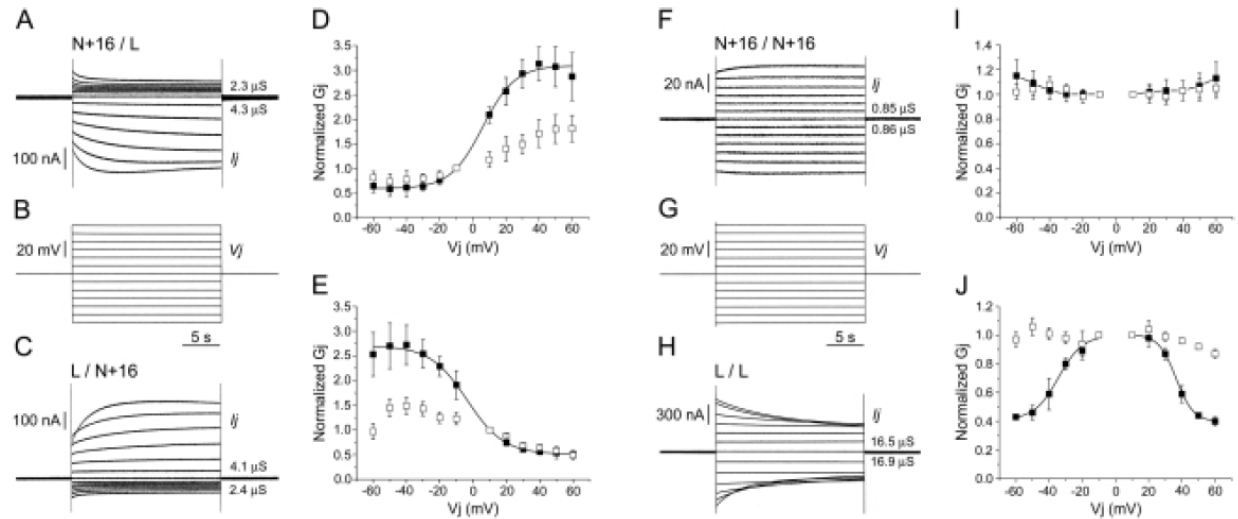 A
N+16 / L
2.3 µS
4.3 µS
100 nA
Ij
B
20 mV
Vj
5 s
C
L / N+16
100 nA
Ij
4.1 µS
2.4 µS
D
Normalized Gj
3.5
3.0
2.5
2.0
1.5
1.0
0.5
0.0
-60 -40 -20 0 20 40 60
Vj (mV)
E
Normalized Gj
3.5
3.0
2.5
2.0
1.5
1.0
0.5
0.0
-60 -40 -20 0 20 40 60
Vj (mV)
F
N+16 / N+16
20 nA
Ij
0.85 µS
0.86 µS
G
20 mV
Vj
5 s
H
L / L
300 nA
Ij
16.5 µS
16.9 µS
I
Normalized Gj
1.4
1.2
1.0
0.8
0.6
0.4
0.2
0.0
-60 -40 -20 0 20 40 60
Vj (mV)
J
Normalized Gj
1.2
1.0
0.8
0.6
0.4
0.2
0.0
-60 -40 -20 0 20 40 60
Vj (mV)